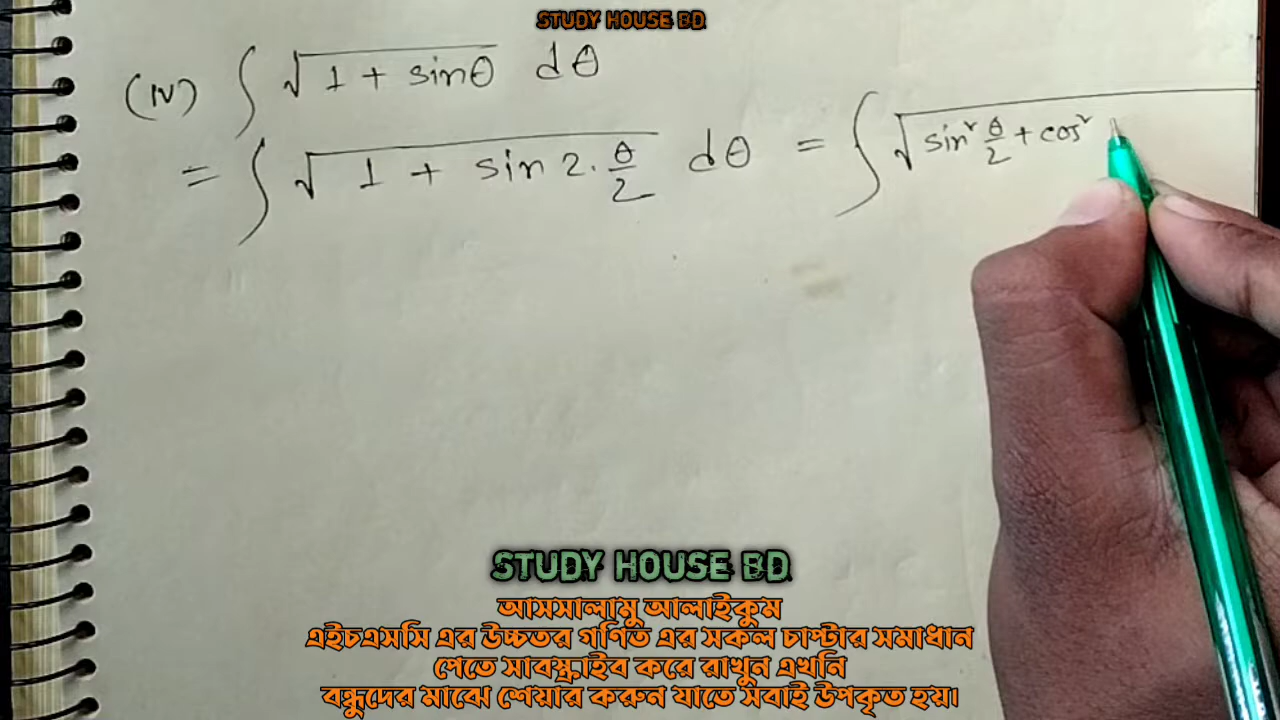 STUDY HOUSE BD
(IV) ∫ √1 + sinθ dθ
= ∫ √1 + sin 2. θ/2 dθ = ∫ √sin² θ/2 + cos²
STUDY HOUSE BD
আসসালামু আলাইকুম
এইচএসসি এর উচ্চতর গণিত এর সকল চাপ্টার সমাধান
পেতে সাবস্ক্রাইব করে রাখুন এখনি
বন্ধুদের মাঝে শেয়ার করুন যাতে সবাই উপকৃত হয়।